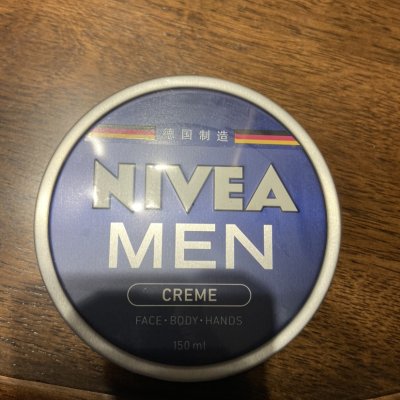 德国制造
NIVEA
MEN
CREME
FACE•BODY•HANDS
150 ml